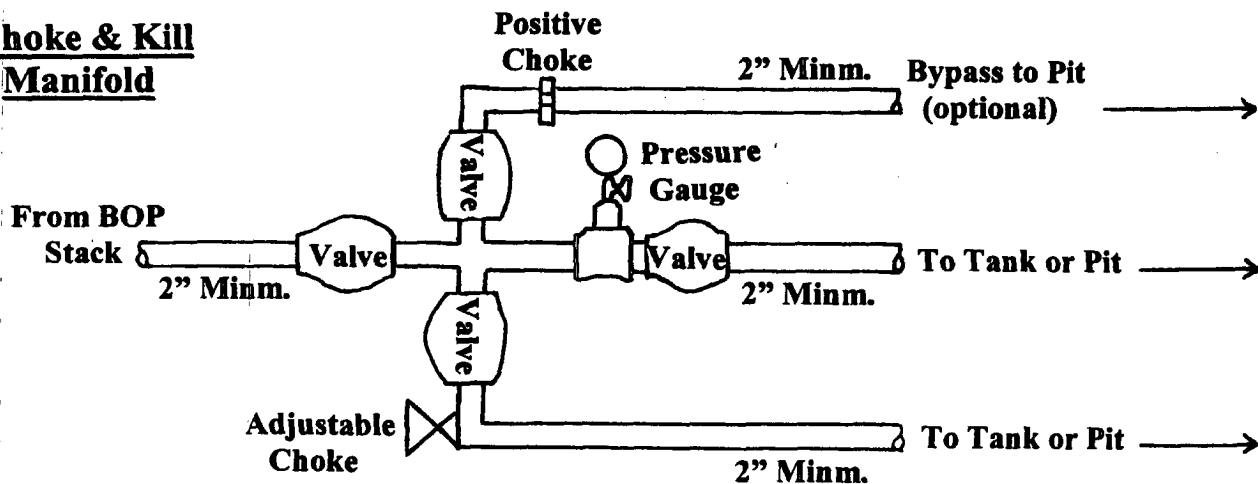 hoke & Kill
Manifold
Positive
Choke
2” Minm.
Bypass to Pit
(optional)
Valve
Pressure
Gauge
From BOP
Stack
Valve
Valve
To Tank or Pit
2” Minm.
2” Minm.
Valve
Adjustable
Choke
To Tank or Pit
2” Minm.